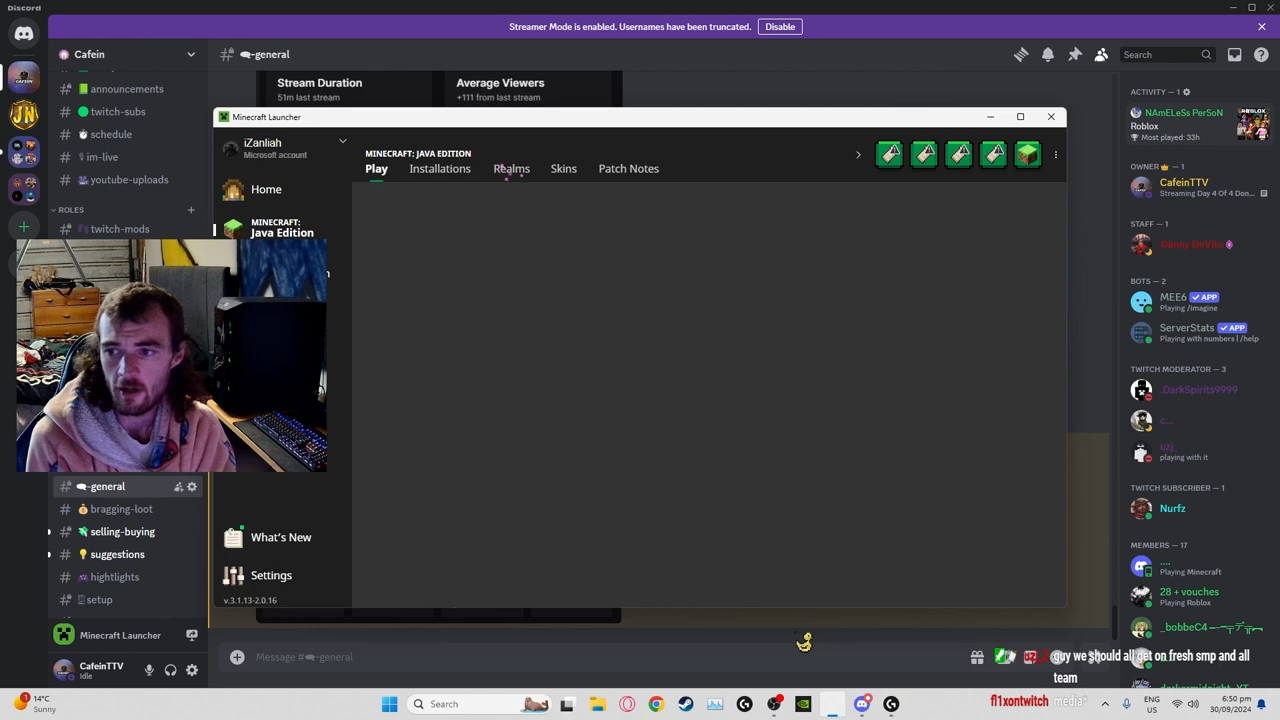 Discord
Streamer Mode is enabled. Usernames have been truncated.
Disable
Cafein
general
Search
announcements
twitch-subs
schedule
im-live
youtube-uploads
ROLES
twitch-mods
Stream Duration
51m last stream
Average Viewers
+111 from last stream
Minecraft Launcher
iZanliah
Microsoft account
Home
MINECRAFT:
Java Edition
What's New
Settings
v.3.1.13-2.0.16
MINECRAFT: JAVA EDITION
Play
Installations
Realms
Skins
Patch Notes
general
bragging-loot
selling-buying
suggestions
hightlights
setup
Minecraft Launcher
CafeinTTV
Idle
Message #general
ACTIVITY — 1
NAmELeSs PerSoN
Roblox
Most played: 33h
OWNER — 1
CafeinTTV
Streaming Day 4 Of 4 Don...
STAFF — 1
Danny DeVito
BOTS — 2
MEE6
APP
Playing /imagine
ServerStats
APP
Playing with numbers | /help
TWITCH MODERATOR — 3
.DarkSpirits9999
c...
uzj_
playing with it
TWITCH SUBSCRIBER — 1
Nurfz
MEMBERS — 17
....
Playing Minecraft
28 + vouches
Playing Roblox
guy we should all get on fresh smp and all
team
fl1xontwitch media*
14°C
Sunny
Search
ENG
US
6:50 pm
30/09/2024